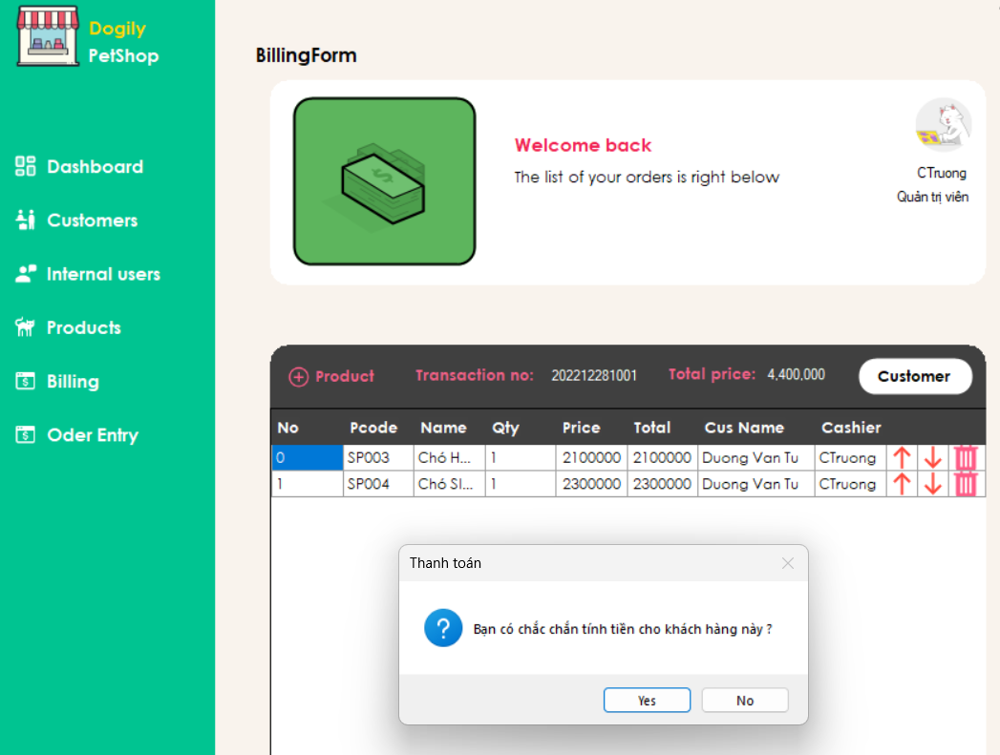 Dogily
PetShop
Dashboard
Customers
Internal users
Products
Billing
Oder Entry
BillingForm
Welcome back
The list of your orders is right below
CTruong
Quản trị viên
Product Transaction no: 202212281001 Total price: 4,400,000 Customer
No Pcode Name Qty Price Total Cus Name Cashier
0 SP003 Chó H... 1 2100000 2100000 Duong Van Tu CTruong
1 SP004 Chó Sl... 1 2300000 2300000 Duong Van Tu CTruong
Thanh toán
Bạn có chắc chắn tính tiền cho khách hàng này ?
Yes No